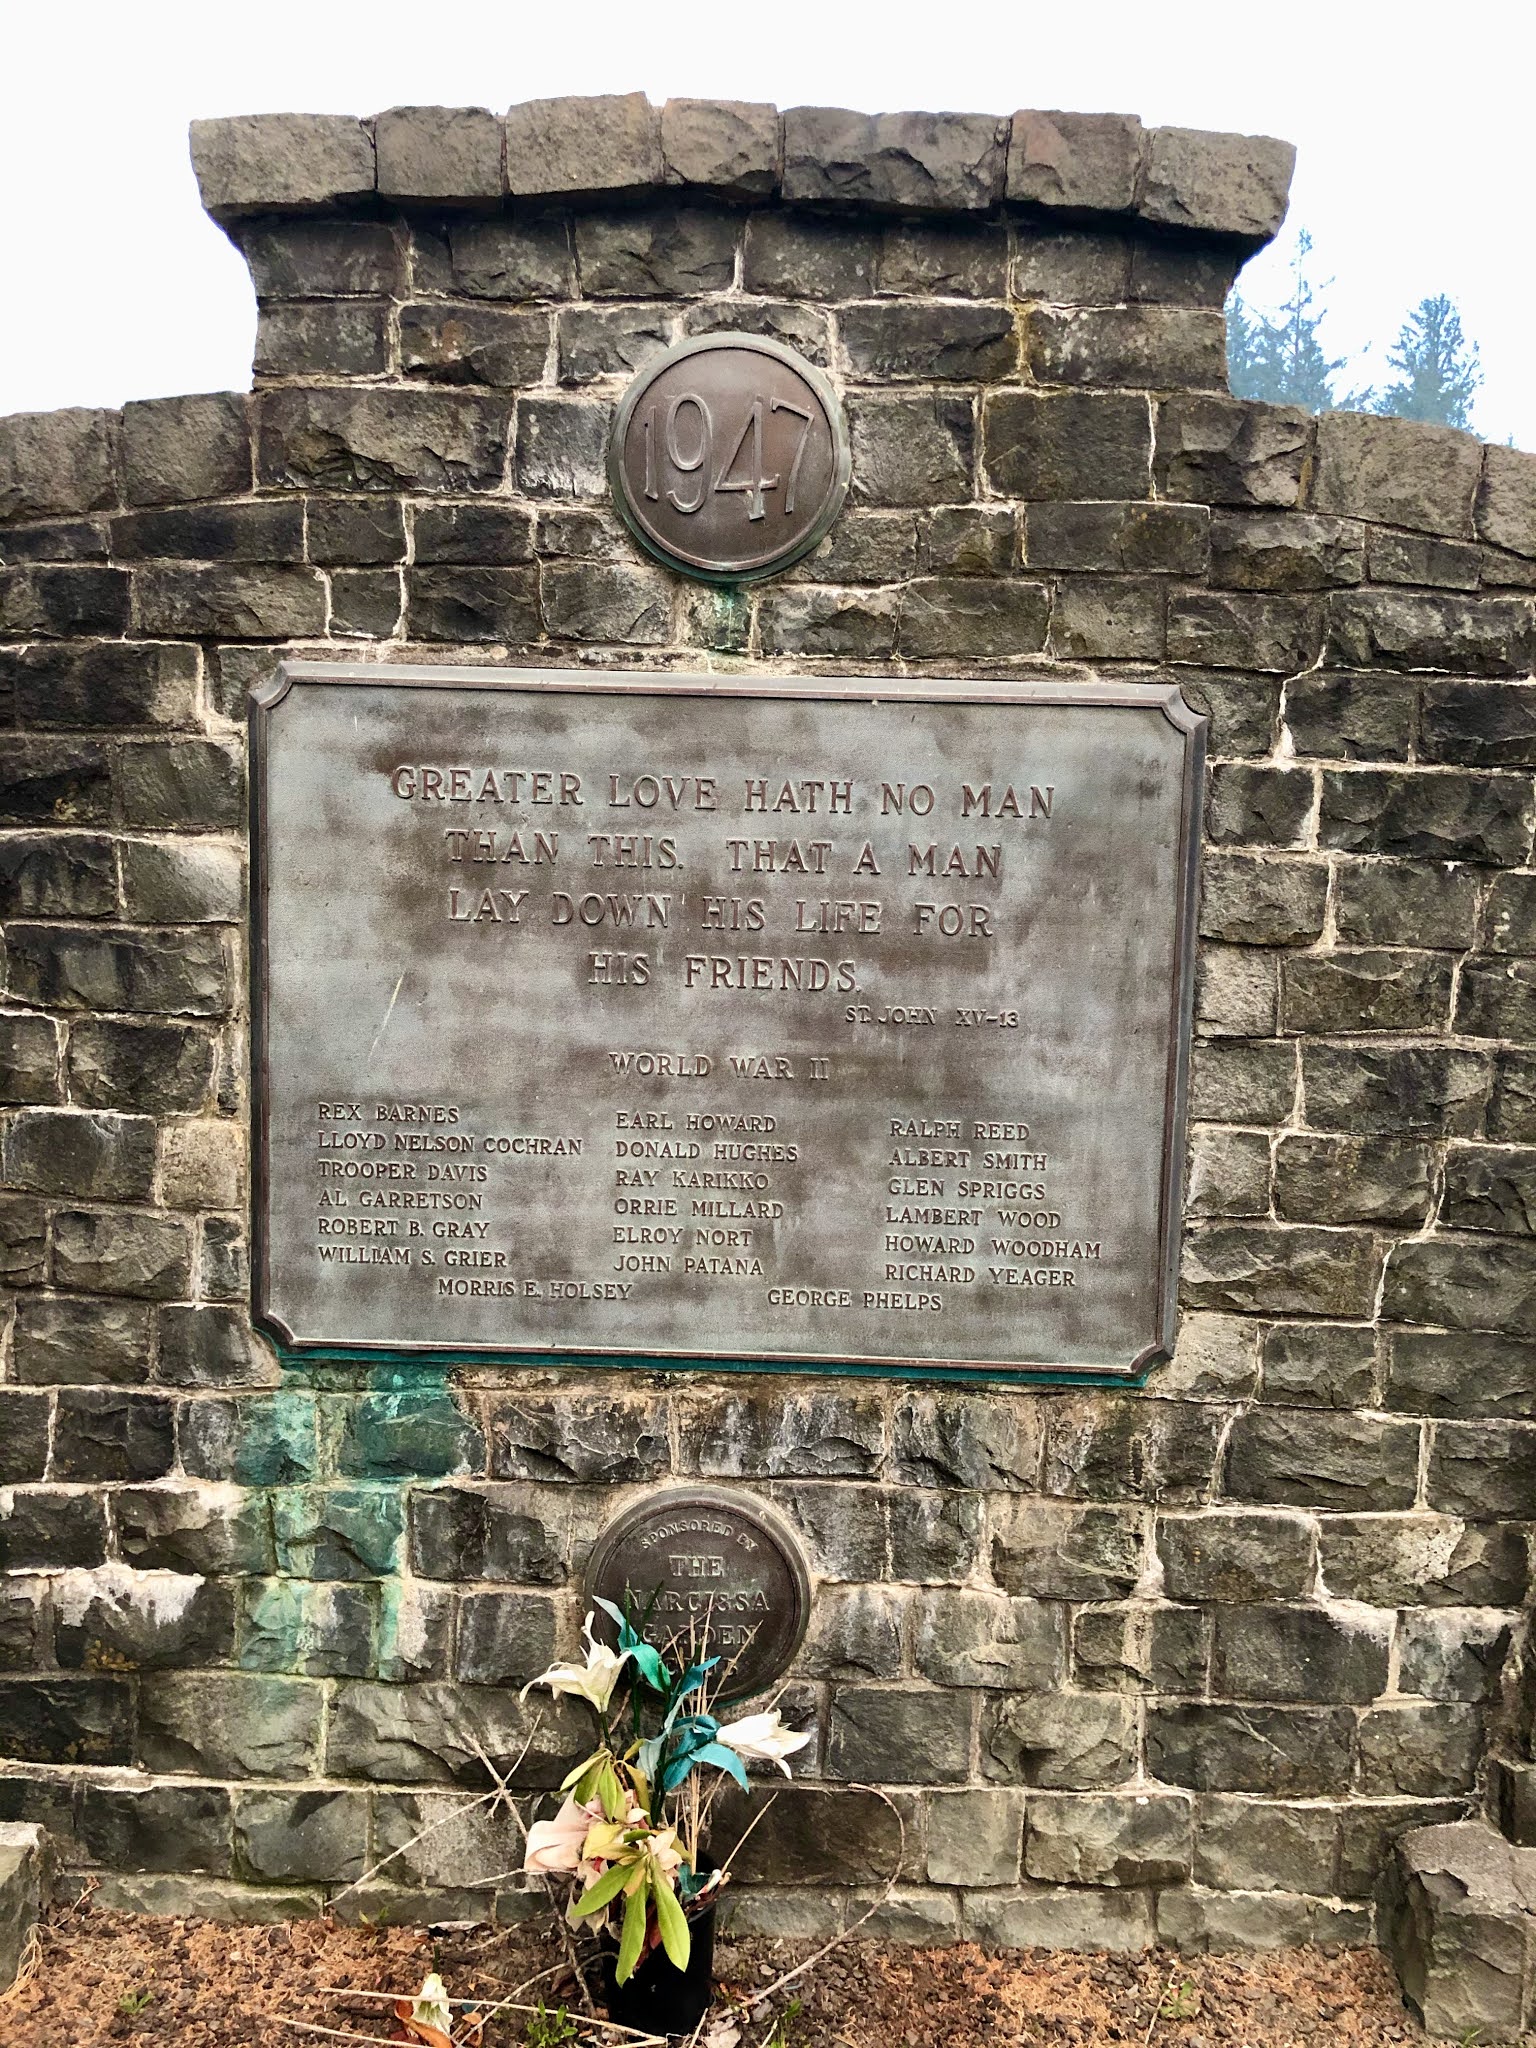 1947
GREATER LOVE HATH NO MAN
THAN THIS. THAT A MAN
LAY DOWN HIS LIFE FOR
HIS FRIENDS.
ST. JOHN XV-13
WORLD WAR II
REX BARNES
LLOYD NELSON COCHRAN
TROOPER DAVIS
AL GARRETSON
ROBERT B. GRAY
WILLIAM S. GRIER
EARL HOWARD
DONALD HUGHES
RAY KARIKKO
ORRIE MILLARD
ELROY NORT
JOHN PATANA
RALPH REED
ALBERT SMITH
GLEN SPRIGGS
LAMBERT WOOD
HOWARD WOODHAM
RICHARD YEAGER
MORRIS E. HOLSEY
GEORGE PHELPS
SPONSORED BY
THE
NARCISSA
GARDEN